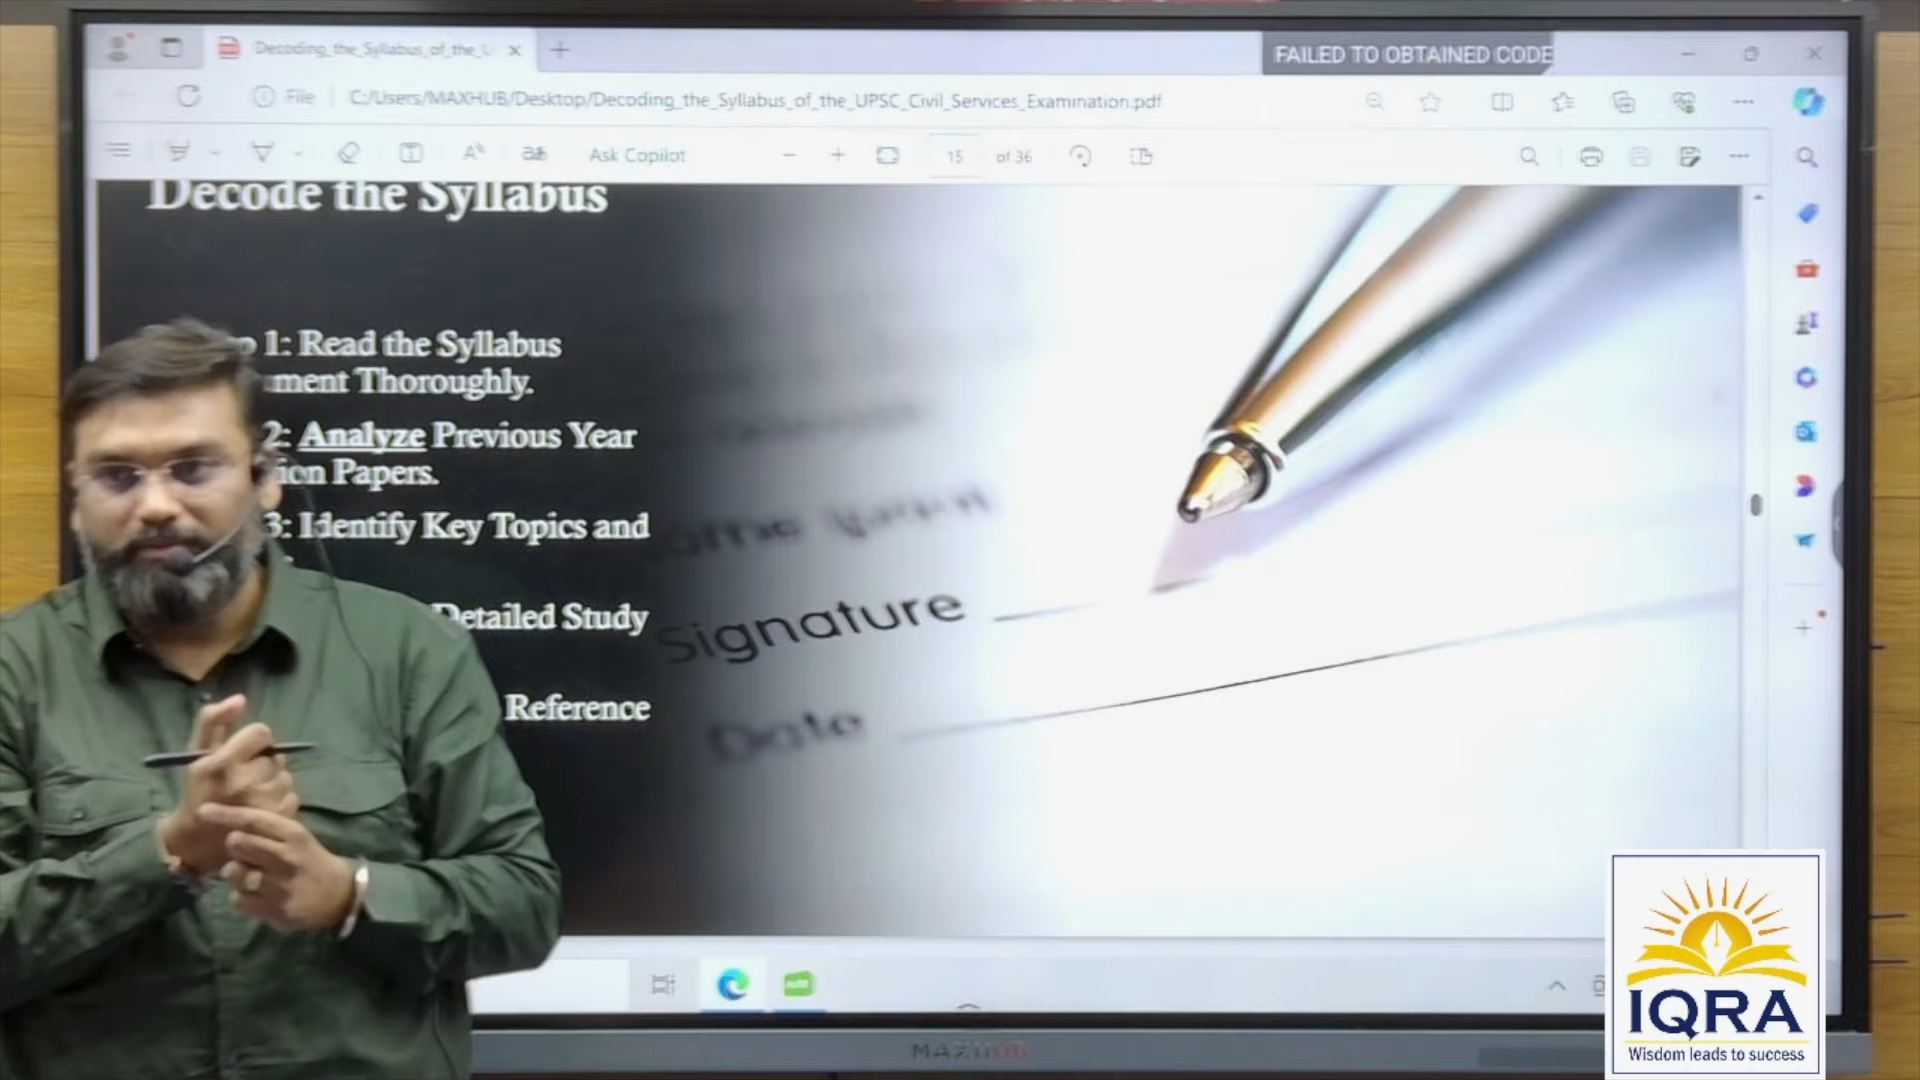 Decoding_the_Syllabus_of_the_U
FAILED TO OBTAINED CODE
File
C:/Users/MAXHUB/Desktop/Decoding_the_Syllabus_of_the_UPSC_Civil_Services_Examination.pdf
Ask Copilot
15 of 36
Decode the Syllabus
p 1: Read the Syllabus
ument Thoroughly.
2: Analyze Previous Year
ion Papers.
3: Identify Key Topics and
Detailed Study
Reference
Signature
Date
MAXHUB
IQRA
Wisdom leads to success